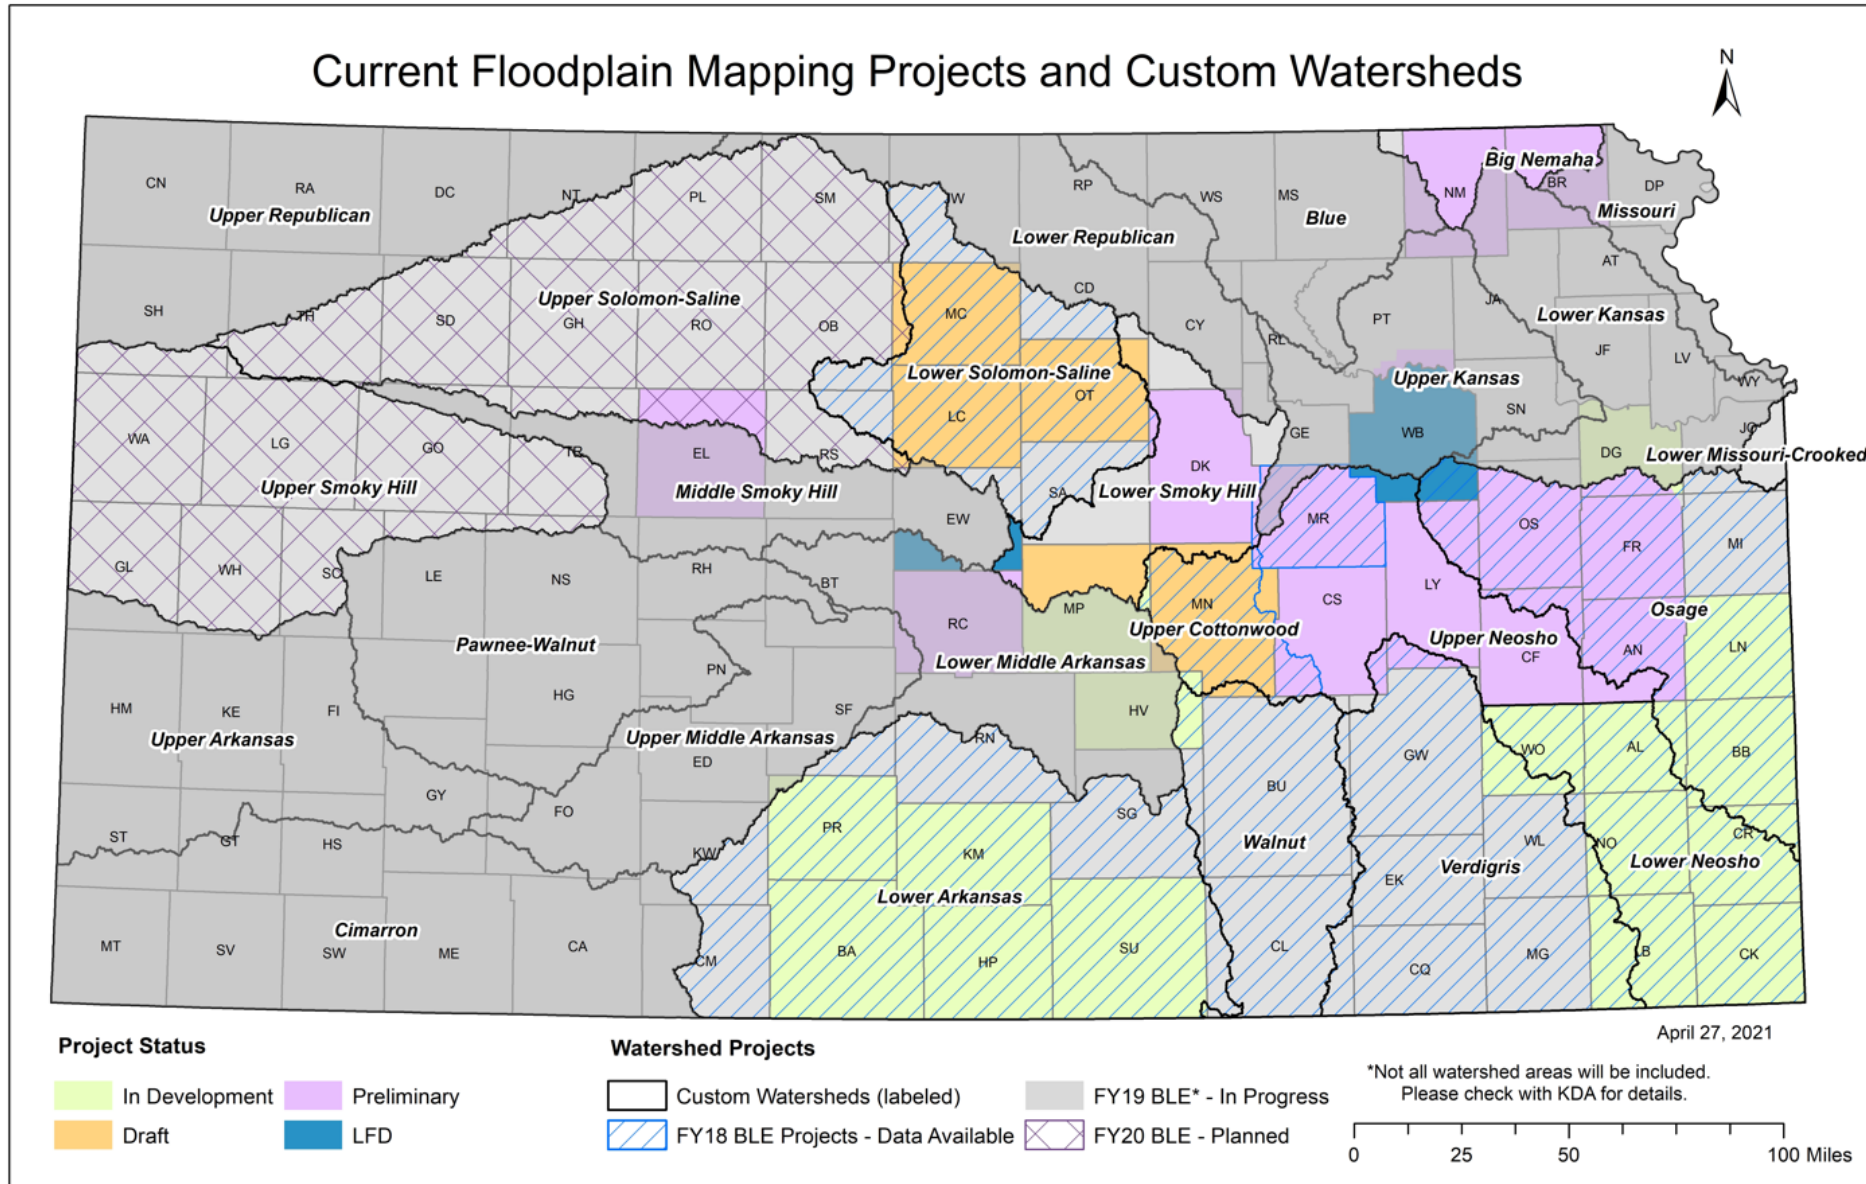 Current Floodplain Mapping Projects and Custom Watersheds
N
CN
RA
DC
NT
PL
SM
W
RP
WS
MS
NM
BR
DP
Big Nemaha
Missouri
Upper Republican
Lower Republican
Blue
SH
TH
SD
GH
RO
OB
MC
CD
CY
RL
PT
JA
AT
JF
LV
WY
Upper Solomon-Saline
Lower Kansas
Lower Solomon-Saline
Upper Kansas
WA
LG
GO
TR
EL
RS
LC
OT
DK
GE
WB
SN
DG
JO
Lower Missouri-Crooked
Upper Smoky Hill
Middle Smoky Hill
SA
Lower Smoky Hill
EW
MR
OS
FR
MI
GL
WH
SC
LE
NS
RH
BT
RC
MP
MN
CS
LY
CF
AN
LN
Osage
Pawnee-Walnut
Upper Cottonwood
Upper Neosho
Lower Middle Arkansas
HM
KE
FI
HG
PN
SF
HV
RN
Upper Arkansas
Upper Middle Arkansas
ED
GY
FO
BU
GW
WO
AL
BB
ST
GT
HS
KW
PR
KM
SG
Walnut
EK
Verdigris
WL
NO
Lower Neosho
CR
Lower Arkansas
Cimarron
MT
SV
SW
ME
CA
CM
BA
HP
SU
CL
CQ
MG
LB
CK
April 27, 2021
Project Status
In Development
Preliminary
Draft
LFD
Watershed Projects
Custom Watersheds (labeled)
FY19 BLE* - In Progress
FY18 BLE Projects - Data Available
FY20 BLE - Planned
*Not all watershed areas will be included.
Please check with KDA for details.
0 25 50 100 Miles